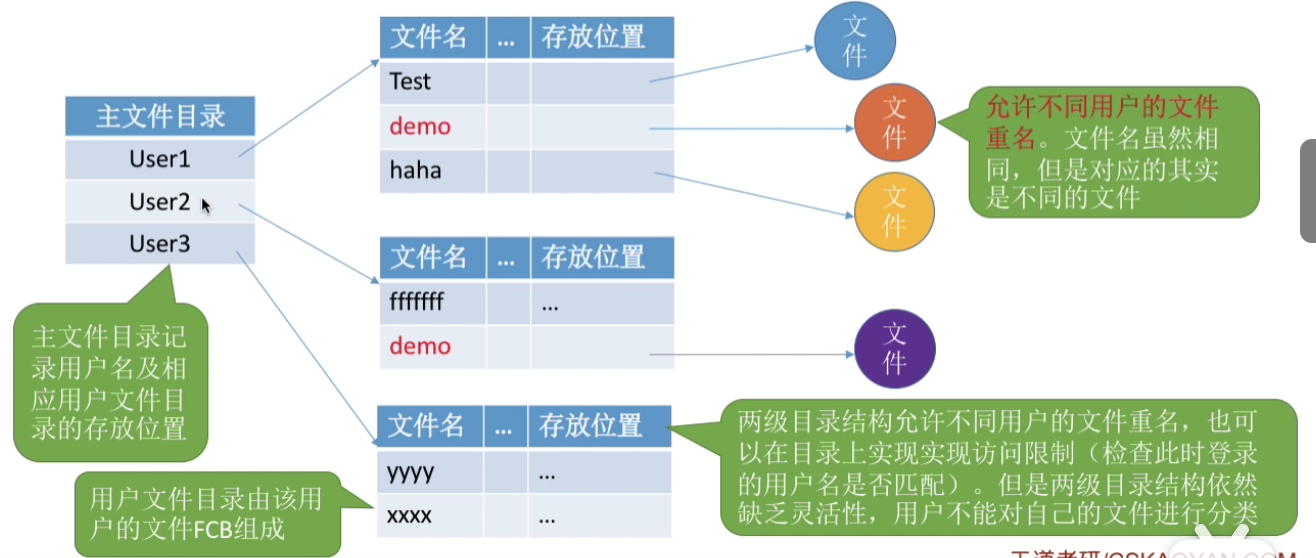 文件名 ... 存放位置
Test
demo
haha
文
件
文
件
文
件
允许不同用户的文件
重名。文件名虽然相
同，但是对应的其实
是不同的文件
主文件目录
User1
User2
User3
主文件目录记
录用户名及相
应用户文件目
录的存放位置
文件名 ... 存放位置
fffffff ...
demo
文
件
文件名 ... 存放位置
yyyy ...
xxxx ...
用户文件目录由该用
户的文件FCB组成
两级目录结构允许不同用户的文件重名，也可
以在目录上实现实现访问限制（检查此时登录
的用户名是否匹配）。但是两级目录结构依然
缺乏灵活性，用户不能对自己的文件进行分类